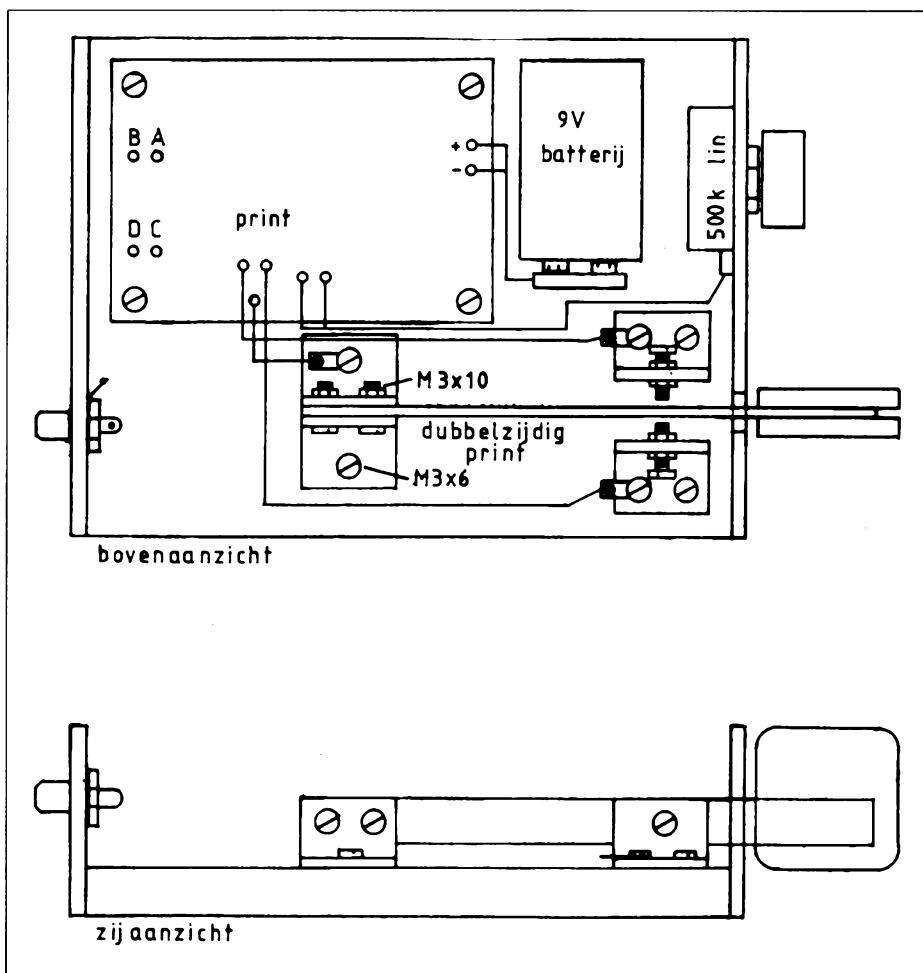 B A
+
-
9V
batterij
500k lin
D C
print
M3x10
dubbelzijdig
print
M3x6
bovenaanzicht
zijaanzicht